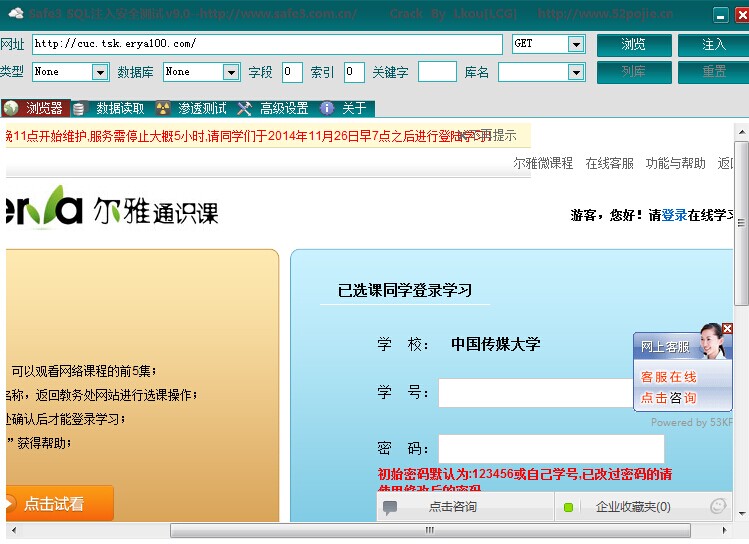 Safe3 SQL注入安全测试v9.0 -http://www.safe3.com.cn/ Crack By Lkou[LCG] http://www.52pojie.cn
网址 http://cuc.tsk.erya100.com/ GET 浏览 注入
类型 None 数据库 None 字段 0 索引 0 关键字 库名 列库 重置
浏览器 数据读取 渗透测试 高级设置 关于
晚11点开始维护,服务需停止大概5小时,请同学们于2014年11月26日早7点之后进行登陆学习
再提示
尔雅微课程 在线客服 功能与帮助 返
erya 尔雅通识课
游客，您好！请登录在线学习
已选课同学登录学习
学 校： 中国传媒大学
网上客服
客服在线
点击咨询
Powered by 53KF
可以观看网络课程的前5集；
名称，返回教务处网站进行选课操作；
处确认后才能登录学习；
”获得帮助；
学 号：
密 码：
初始密码默认为:123456或自己学号,已改过密码的请
使用修改后的密码
点击试看
点击咨询 企业收藏夹(0)